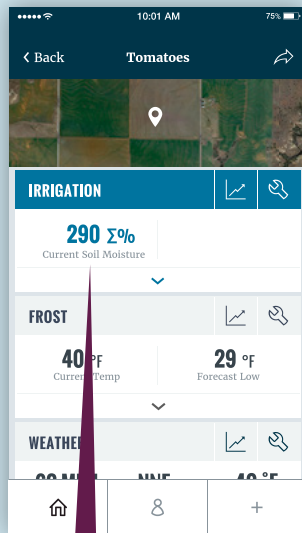 10:01 AM 75%
Back Tomatoes
IRRIGATION
290 Σ%
Current Soil Moisture
FROST
40 °F 29 °F
Current Temp Forecast Low
WEATHER